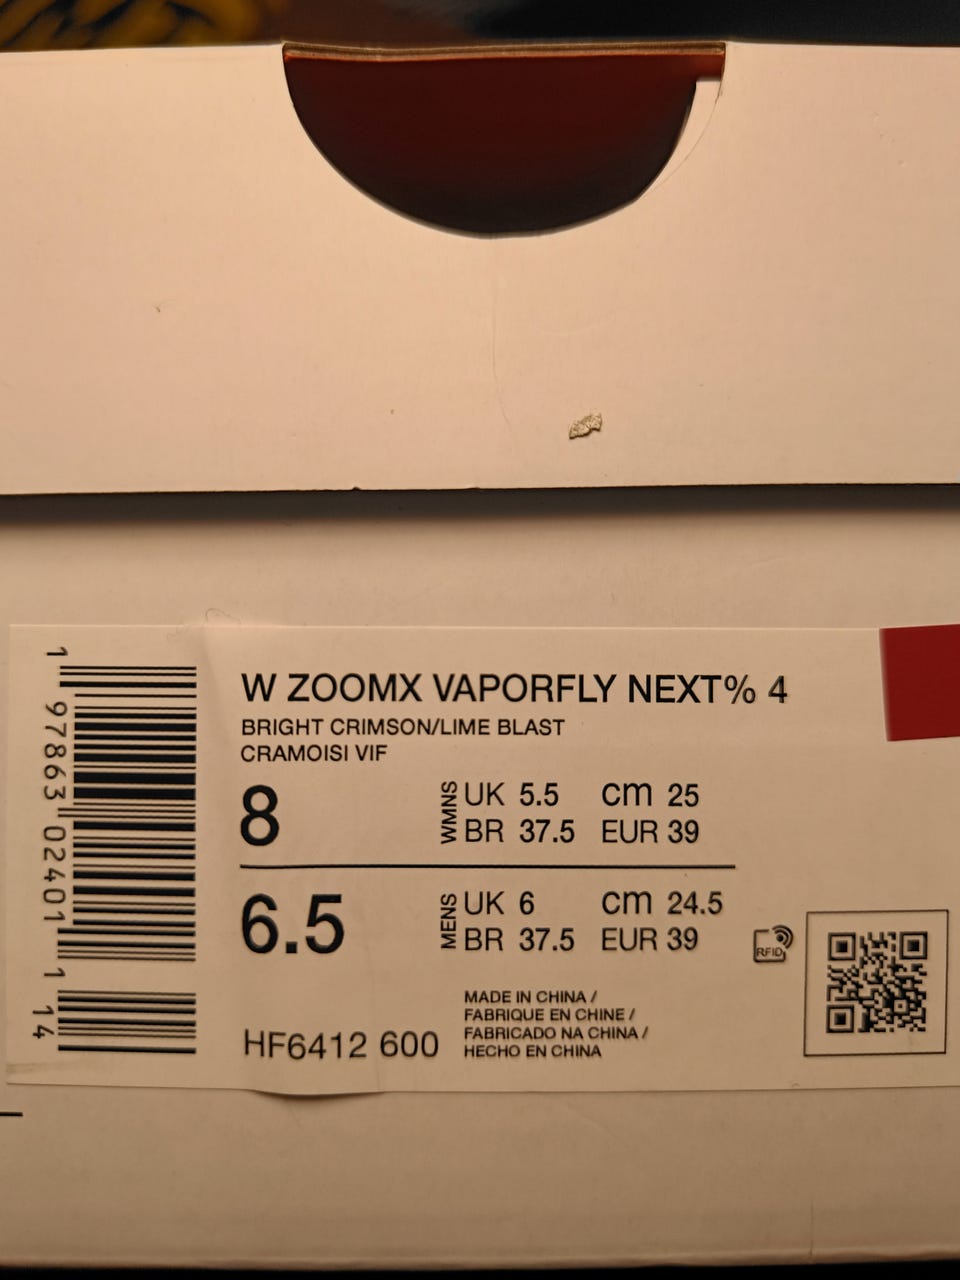 W ZOOMX VAPORFLY NEXT% 4
BRIGHT CRIMSON/LIME BLAST
CRAMOISI VIF
8
WMNS
UK 5.5 CM 25
BR 37.5 EUR 39
6.5
MENS
UK 6 CM 24.5
BR 37.5 EUR 39
RFID
HF6412 600
MADE IN CHINA /
FABRIQUE EN CHINE /
FABRICADO NA CHINA /
HECHO EN CHINA
1 97863 02401 1 14